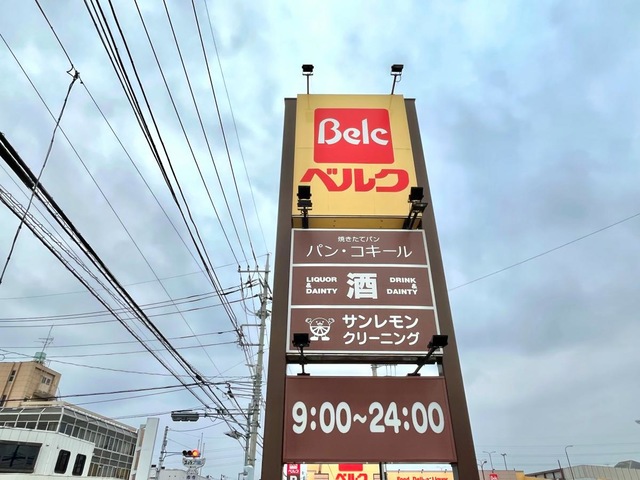 Belc
ベルク
焼きたてパン
パン・コキール
LIQUOR & DAINTY 酒 DRINK & DAINTY
サンレモン
クリーニング
9:00~24:00